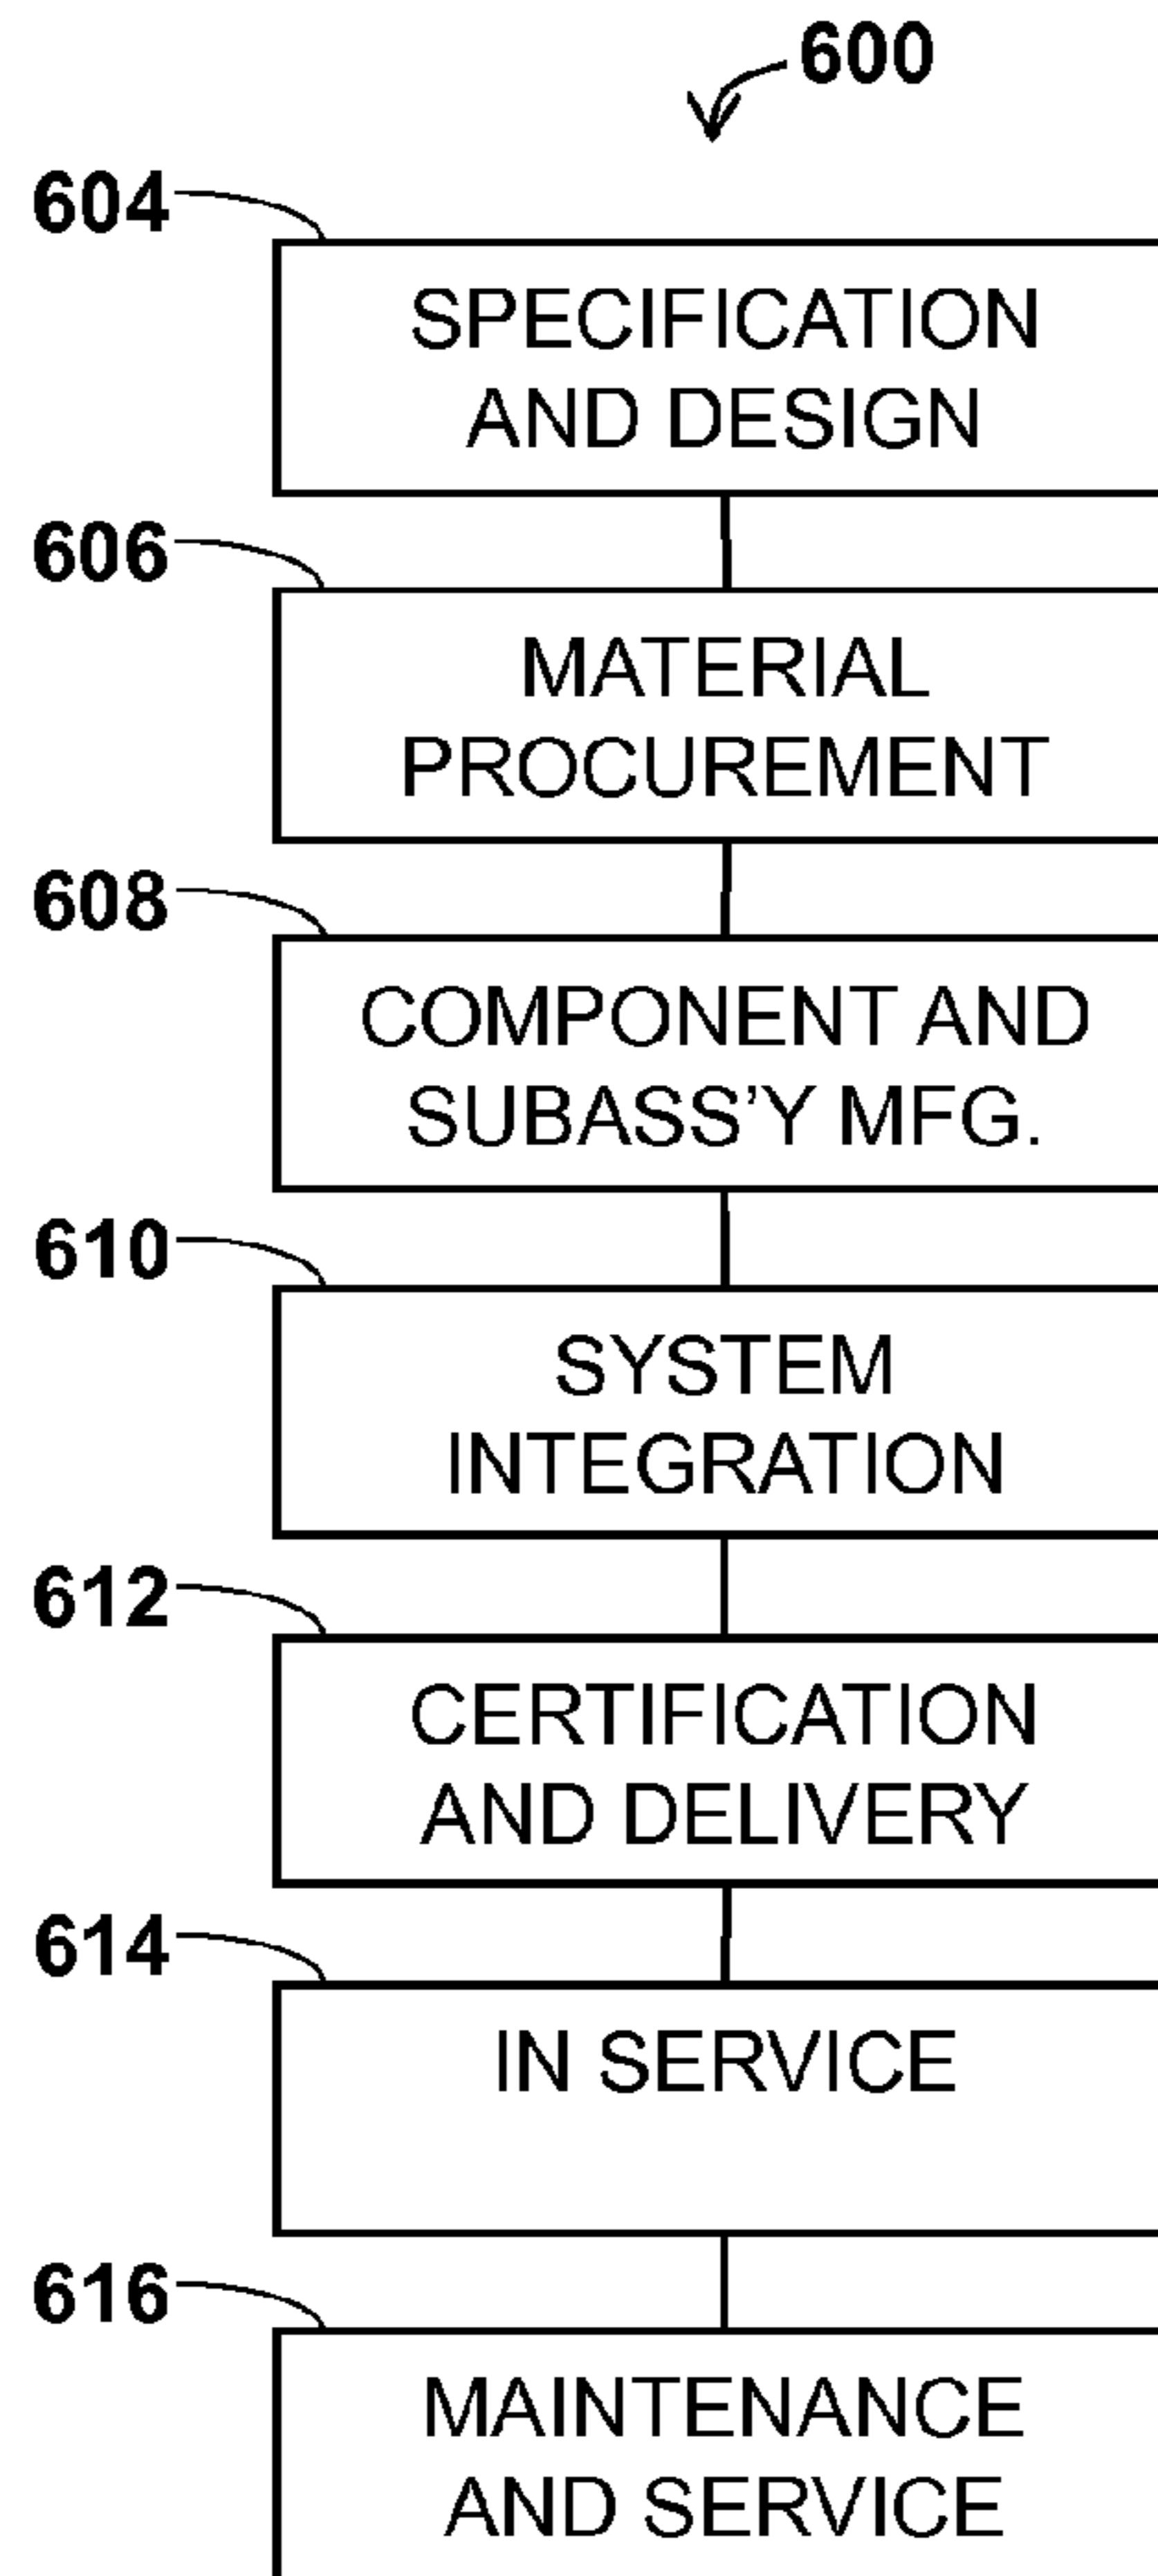 600
604
SPECIFICATION
AND DESIGN
606
MATERIAL
PROCUREMENT
608
COMPONENT AND
SUBASS’Y MFG.
610
SYSTEM
INTEGRATION
612
CERTIFICATION
AND DELIVERY
614
IN SERVICE
616
MAINTENANCE
AND SERVICE